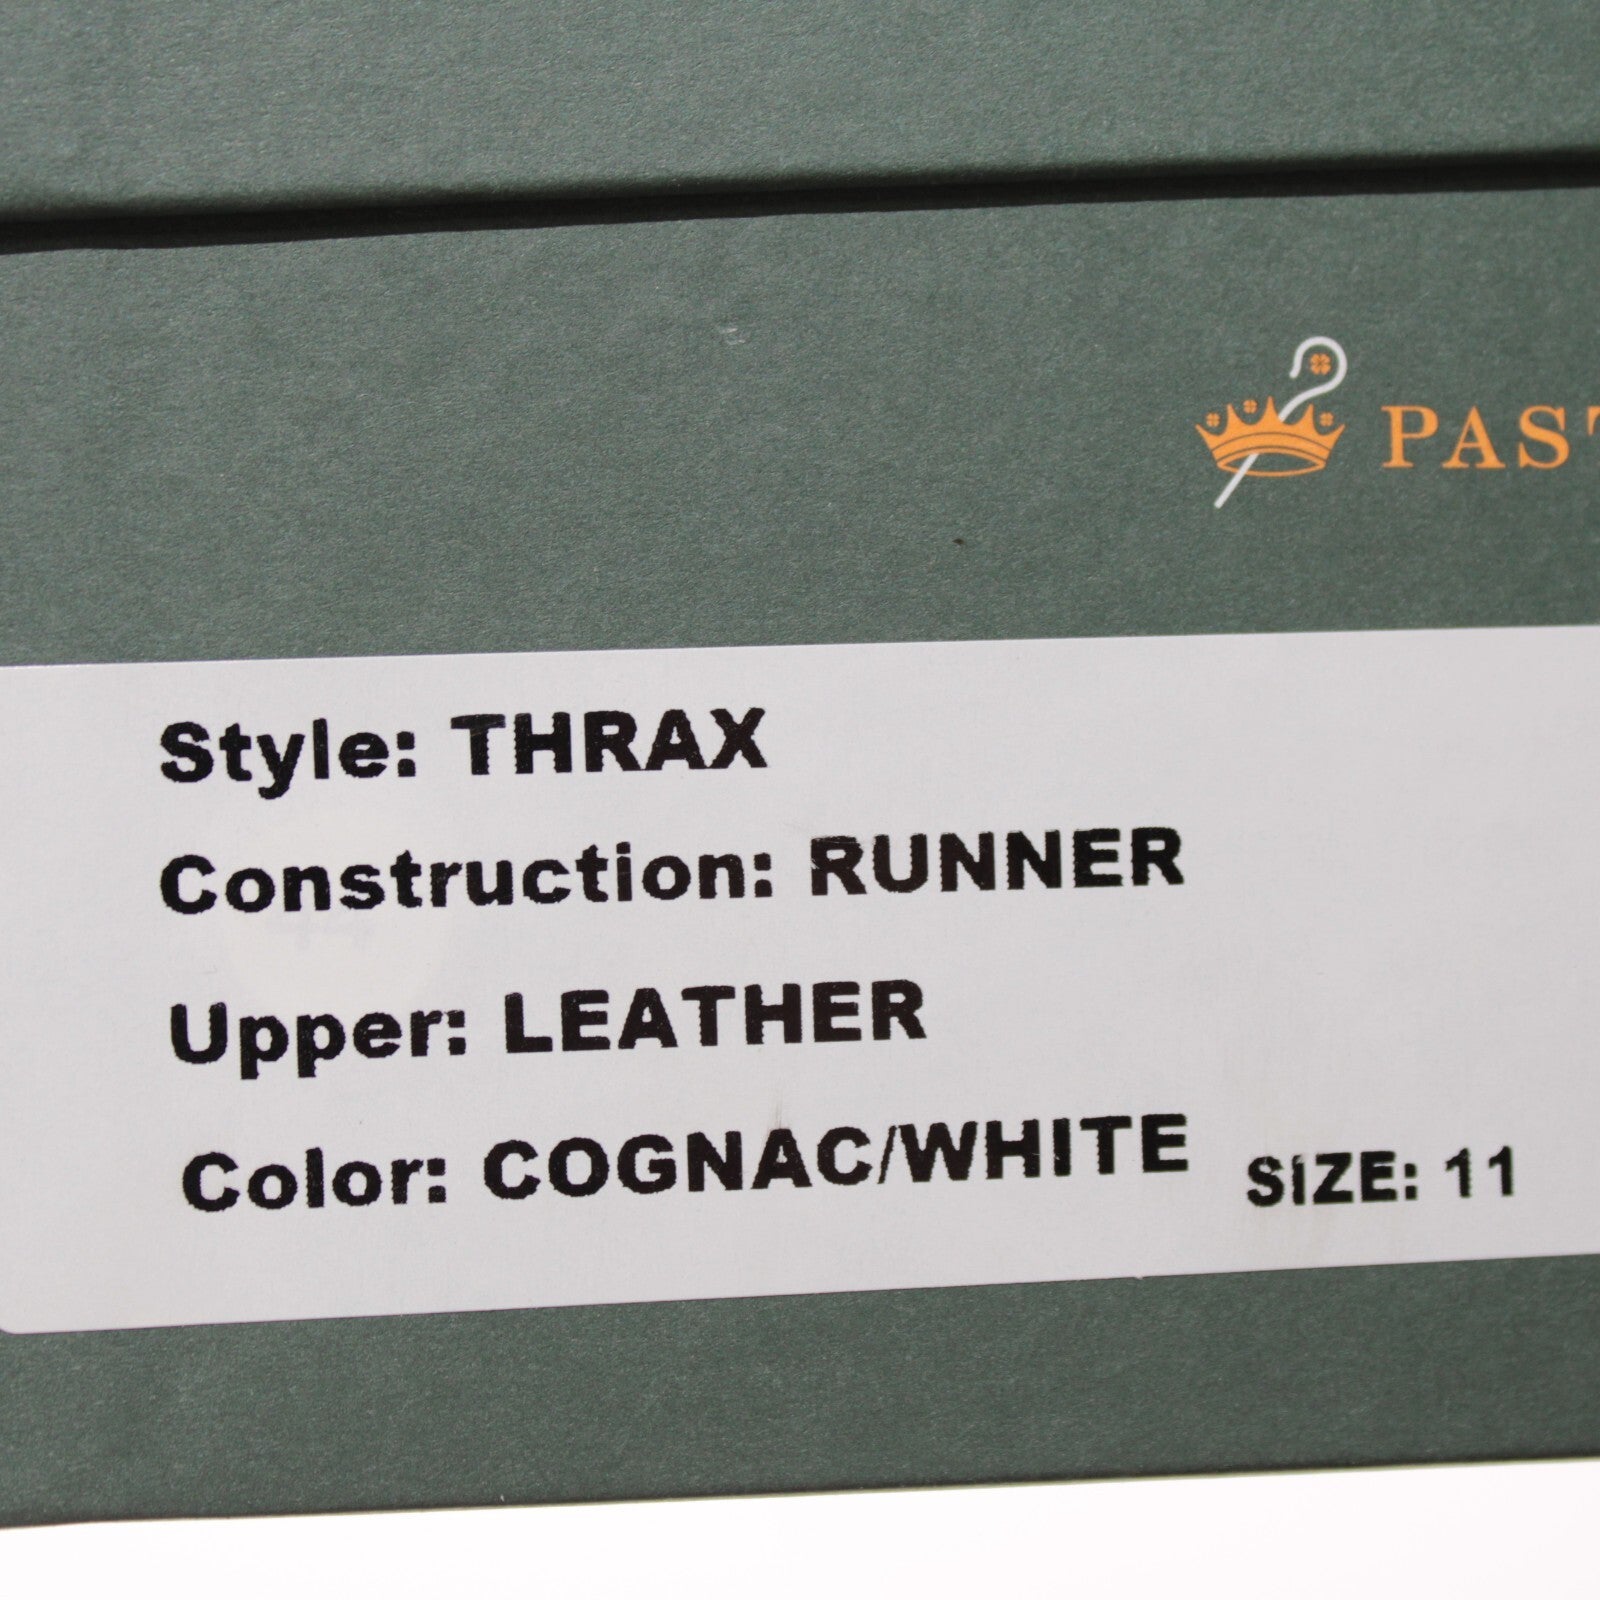 PAST
Style: THRAX
Construction: RUNNER
Upper: LEATHER
Color: COGNAC/WHITE SIZE: 11